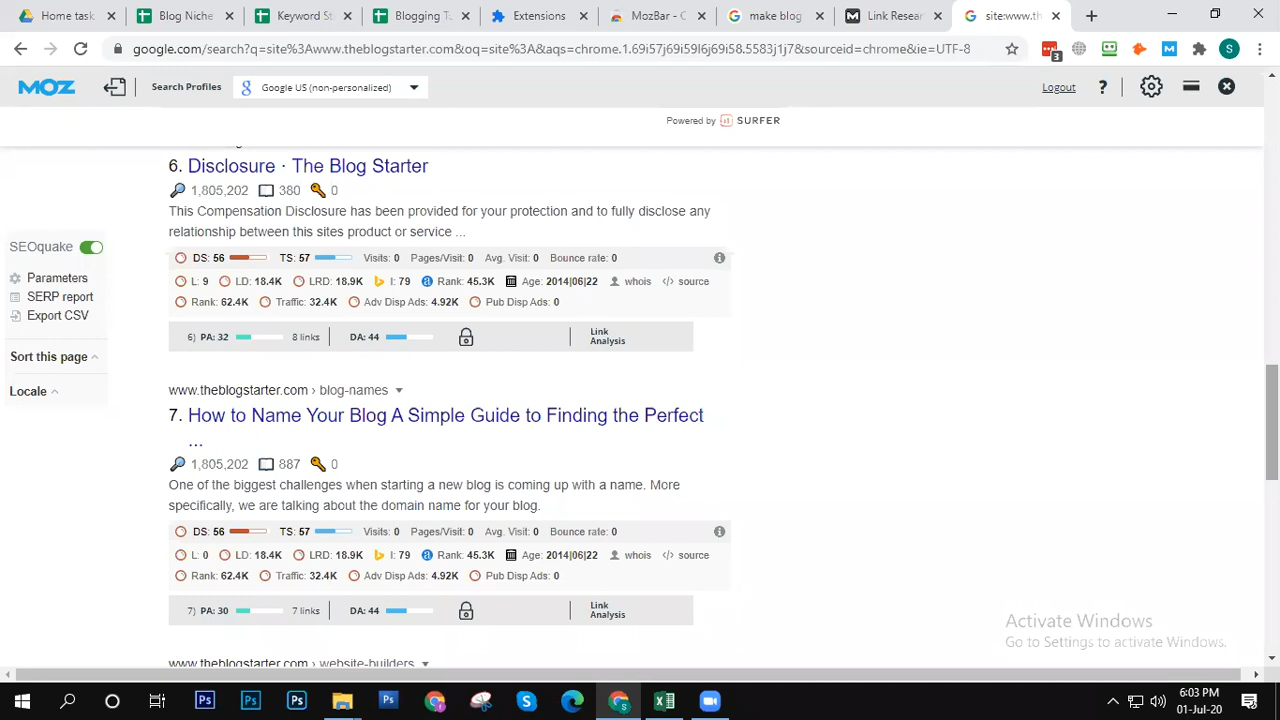 Home task
Blog Niche
Keyword St
Blogging To
Extensions
MozBar - C
make blog
Link Resear
site:www.th
google.com/search?q=site%3Awww.theblogstarter.com&oq=site%3A&aqs=chrome.1.69i57j69i59l6j69i58.5583j1j7&sourceid=chrome&ie=UTF-8
3
S
MOZ
Search Profiles
Google US (non-personalized)
Logout
?
Powered by SURFER
6. Disclosure · The Blog Starter
1,805,202 380 0
This Compensation Disclosure has been provided for your protection and to fully disclose any
relationship between this sites product or service ...
DS: 56 TS: 57 Visits: 0 Pages/Visit: 0 Avg. Visit: 0 Bounce rate: 0
L: 9 LD: 18.4K LRD: 18.9K I: 79 Rank: 45.3K Age: 2014|06|22 whois source
Rank: 62.4K Traffic: 32.4K Adv Disp Ads: 4.92K Pub Disp Ads: 0
6) PA: 32 8 links DA: 44 Link
Analysis
SEOquake
Parameters
SERP report
Export CSV
Sort this page
Locale
www.theblogstarter.com › blog-names
7. How to Name Your Blog A Simple Guide to Finding the Perfect
...
1,805,202 887 0
One of the biggest challenges when starting a new blog is coming up with a name. More
specifically, we are talking about the domain name for your blog.
DS: 56 TS: 57 Visits: 0 Pages/Visit: 0 Avg. Visit: 0 Bounce rate: 0
L: 0 LD: 18.4K LRD: 18.9K I: 79 Rank: 45.3K Age: 2014|06|22 whois source
Rank: 62.4K Traffic: 32.4K Adv Disp Ads: 4.92K Pub Disp Ads: 0
7) PA: 30 7 links DA: 44 Link
Analysis
www.theblogstarter.com › website-builders
Activate Windows
Go to Settings to activate Windows.
6:03 PM
01-Jul-20